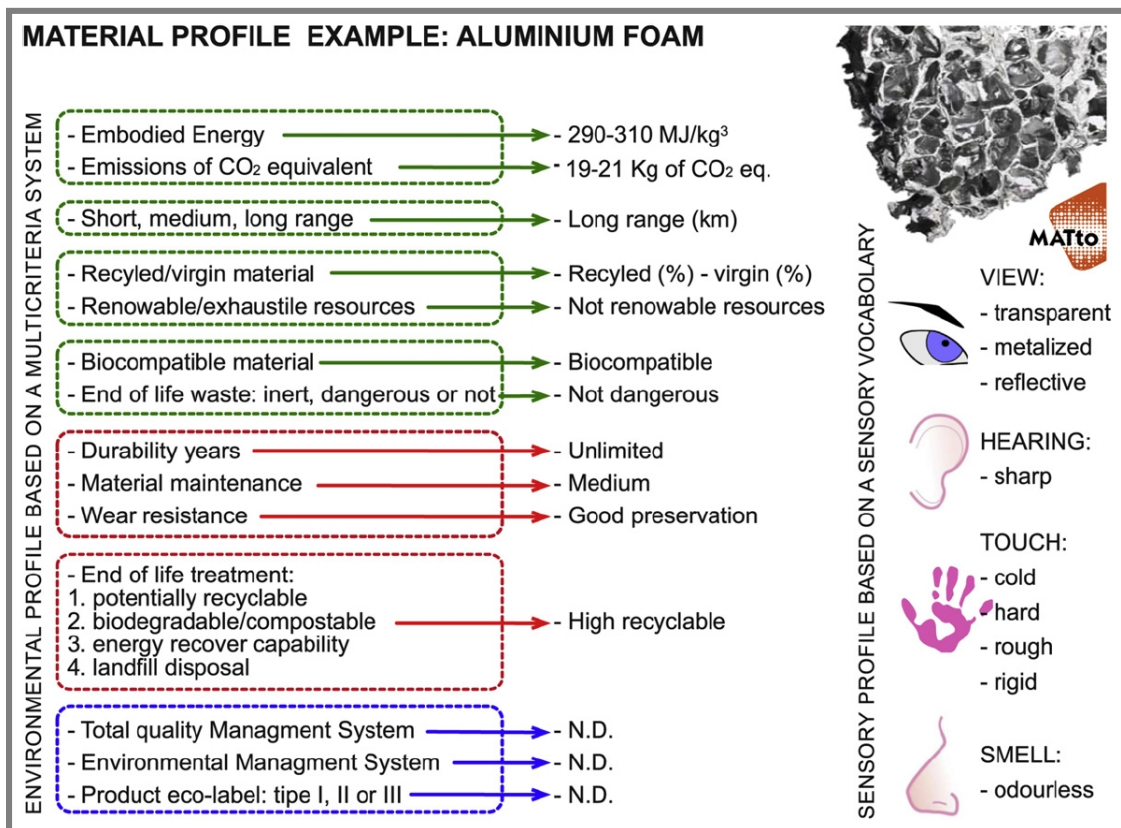 MATERIAL PROFILE EXAMPLE: ALUMINIUM FOAM
ENVIRONMENTAL PROFILE BASED ON A MULTICRITERIA SYSTEM
- Embodied Energy
- 290-310 MJ/kg³
- Emissions of CO₂ equivalent
- 19-21 Kg of CO₂ eq.
- Short, medium, long range
- Long range (km)
- Recyled/virgin material
- Recyled (%) - virgin (%)
- Renowable/exhaustile resources
- Not renowable resources
- Biocompatible material
- Biocompatible
- End of life waste: inert, dangerous or not
- Not dangerous
- Durability years
- Unlimited
- Material maintenance
- Medium
- Wear resistance
- Good preservation
- End of life treatment:
1. potentially recyclable
2. biodegradable/compostable
3. energy recover capability
4. landfill disposal
- High recyclable
- Total quality Managment System
- N.D.
- Environmental Managment System
- N.D.
- Product eco-label: tipe I, II or III
- N.D.
SENSORY PROFILE BASED ON A SENSORY VOCABOLARY
MATto
VIEW:
- transparent
- metalized
- reflective
HEARING:
- sharp
TOUCH:
- cold
- hard
- rough
- rigid
SMELL:
- odourless